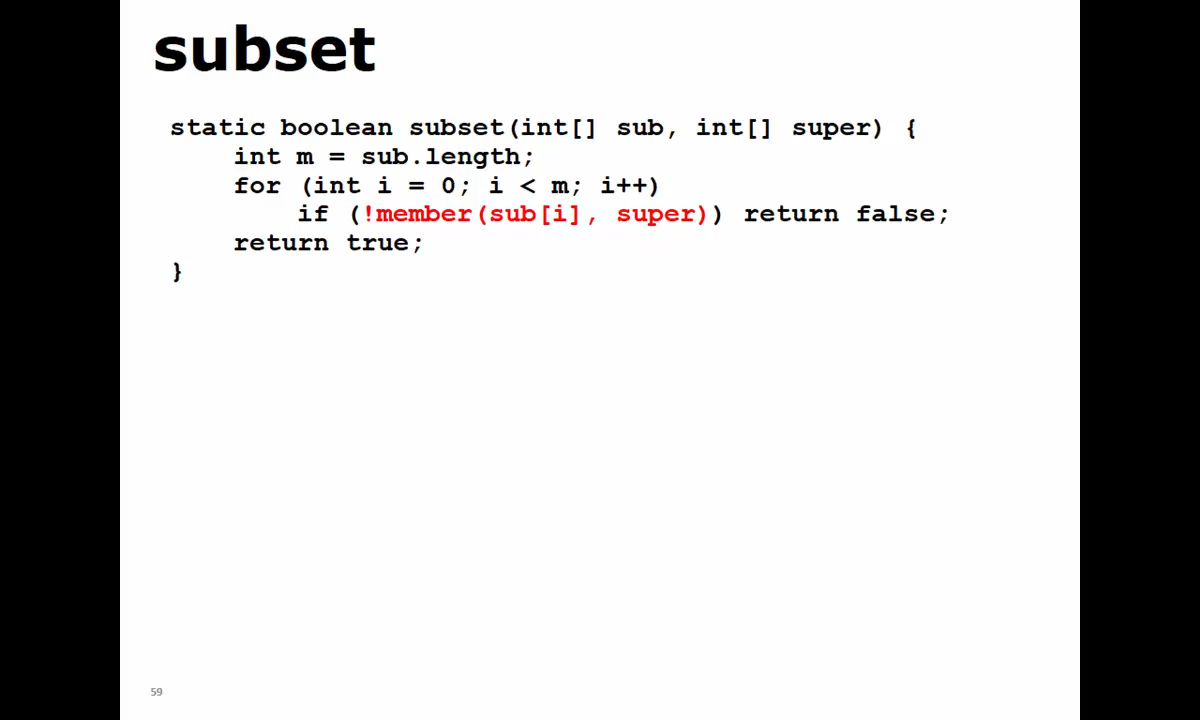 subset
static boolean subset(int[] sub, int[] super) {
    int m = sub.length;
    for (int i = 0; i < m; i++)
        if (!member(sub[i], super)) return false;
    return true;
}
59